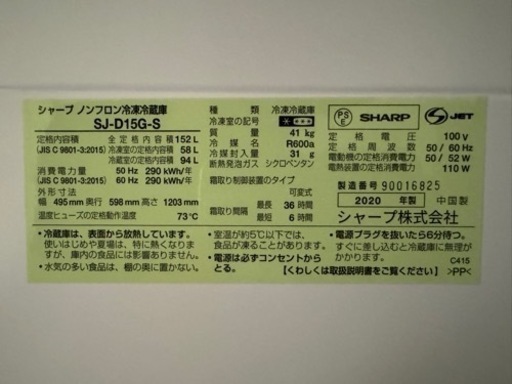 シャープ ノンフロン冷凍冷蔵庫
SJ-D15G-S
定格内容積 全定格内容積 152 L
(JIS C 9801-3:2015) 冷凍室の定格内容積 58 L
冷蔵室の定格内容積 94 L
消費電力量 50 Hz 290 kWh/年
(JIS C 9801-3:2015) 60 Hz 290 kWh/年
外形寸法
幅 495 mm 奥行 598 mm 高さ 1203 mm
温度ヒューズの定格動作温度 73℃
種類 冷凍冷蔵庫
冷凍室の記号
質量 41 kg
冷媒 R600a
冷媒封入量 31 g
断熱発泡ガス シクロペンタン
霜取り制御装置のタイプ
可変式
霜取り間隔 最長 36 時間
最短 6 時間
PS
E
SHARP
S JET
定格電圧 100 V
定格周波数 50 / 60 Hz
電動機の定格消費電力 50 / 52 W
電熱装置の定格消費電力 110 W
製造番号 90016825
2020 年製 中国製
シャープ株式会社
・冷蔵庫は、表面から放熱しています。
使いはじめや夏場は、特に熱くなりま
すが、庫内の食品には影響ありません。
・水気の多い食品は、棚の奥に置かない。
・室温が約5℃以下では、
食品が凍ることがあります。
・電源は必ずコンセントから
とる。
・電源プラグを抜いたら6分待つ。
すぐに差し込むと冷蔵庫に無理が
かかります。
【くわしくは取扱説明書をご覧ください】
C415
>PP<